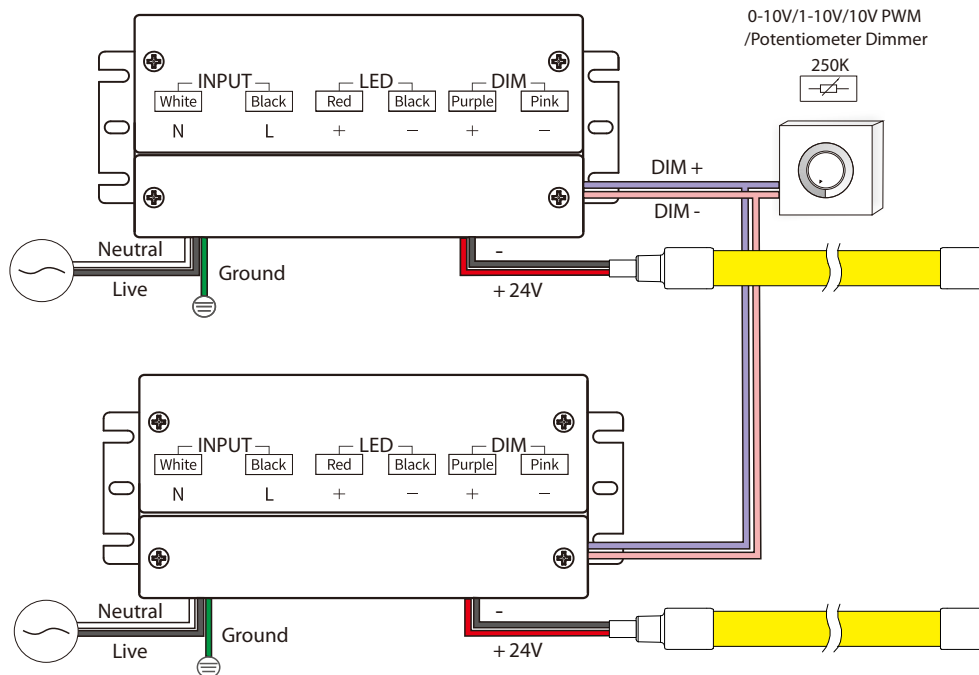 0-10V/1-10V/10V PWM
/Potentiometer Dimmer
250K
INPUT LED DIM
White Black Red Black Purple Pink
N L + − + −
DIM +
DIM -
Neutral
Live
Ground
-
+ 24V
INPUT LED DIM
White Black Red Black Purple Pink
N L + − + −
Neutral
Live
Ground
-
+ 24V